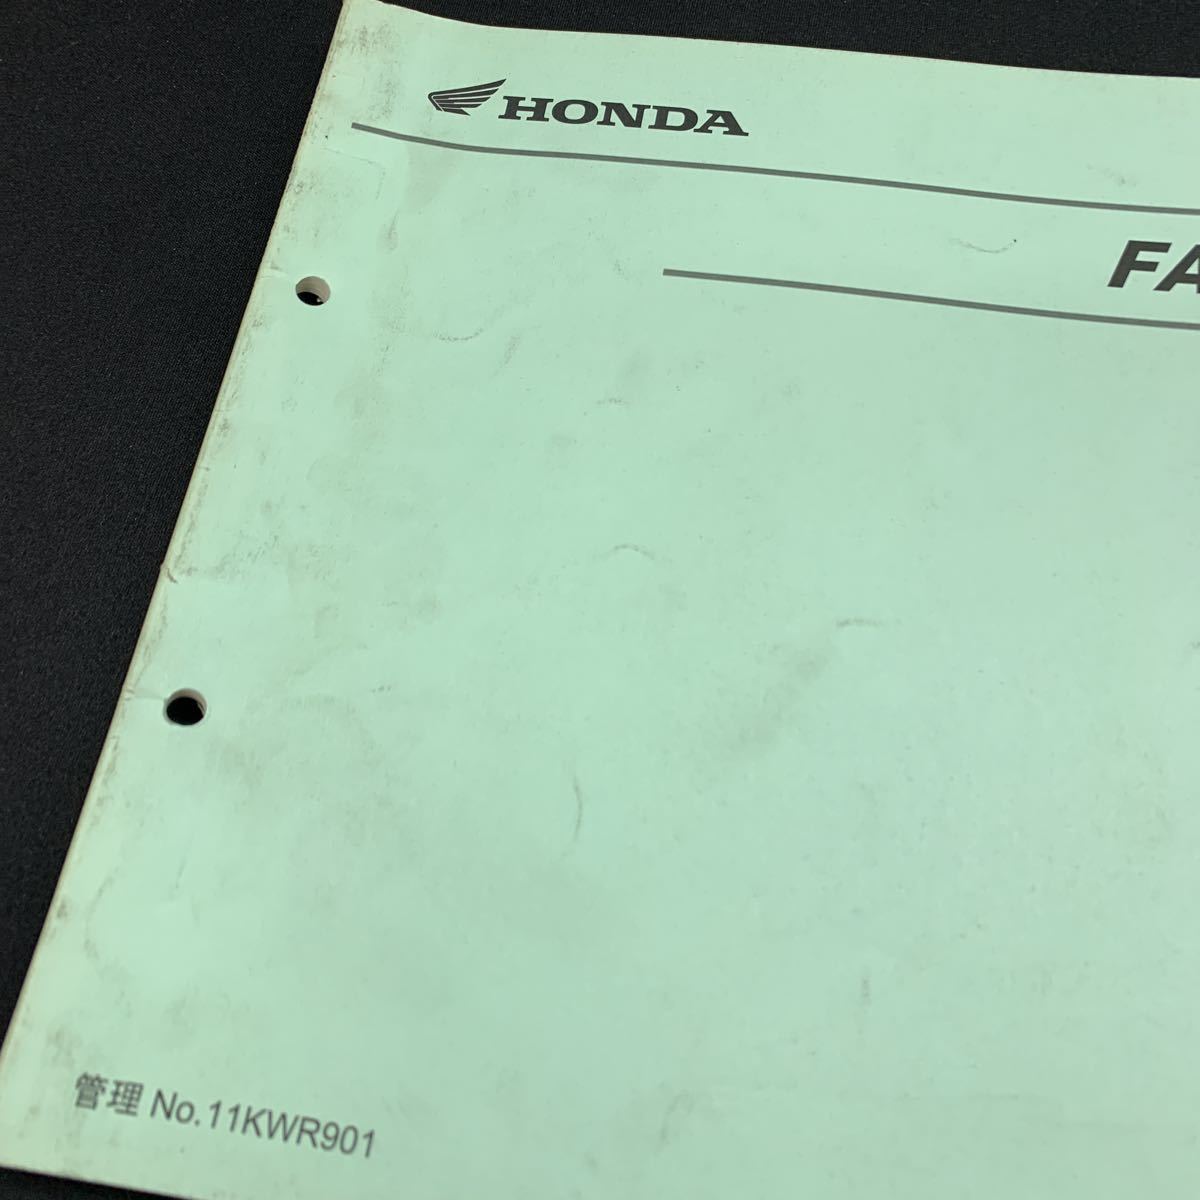 HONDA
FA
管理 No.11KWR901